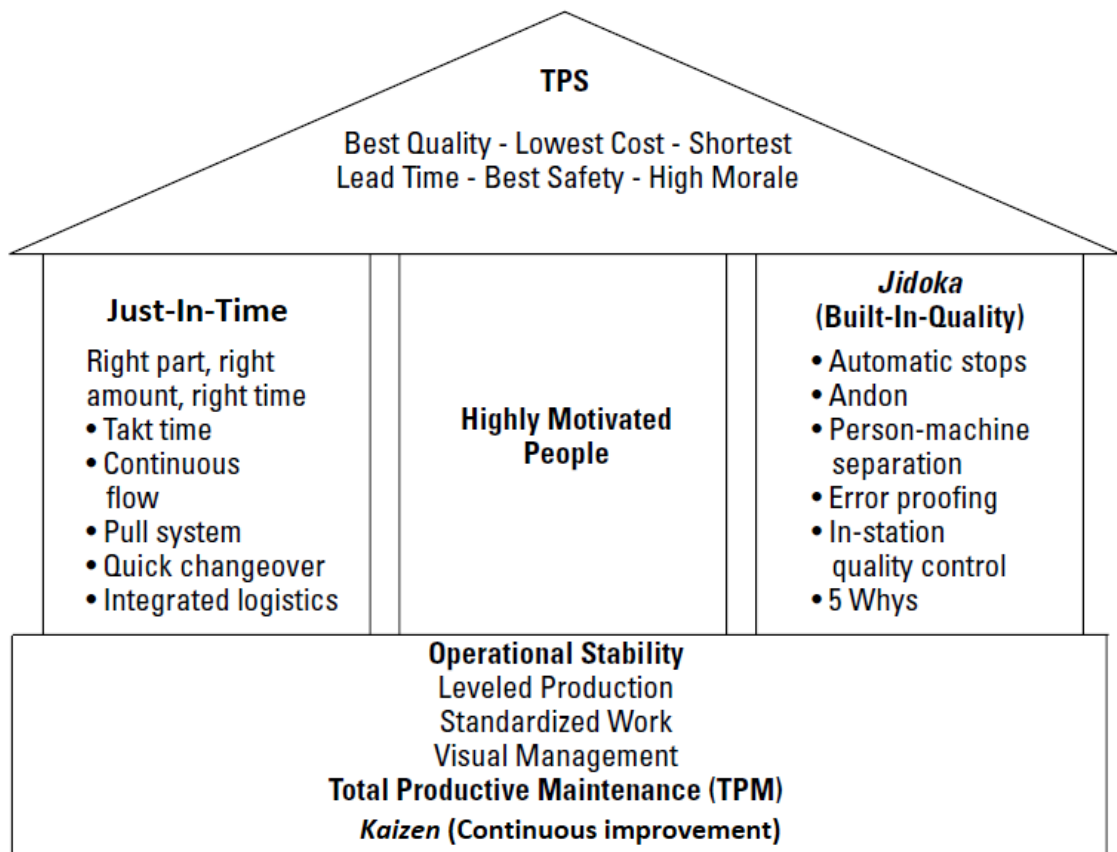 TPS
Best Quality - Lowest Cost - Shortest
Lead Time - Best Safety - High Morale
Just-In-Time
Right part, right
amount, right time
• Takt time
• Continuous
flow
• Pull system
• Quick changeover
• Integrated logistics
Highly Motivated
People
Jidoka
(Built-In-Quality)
• Automatic stops
• Andon
• Person-machine
separation
• Error proofing
• In-station
quality control
• 5 Whys
Operational Stability
Leveled Production
Standardized Work
Visual Management
Total Productive Maintenance (TPM)
Kaizen (Continuous improvement)